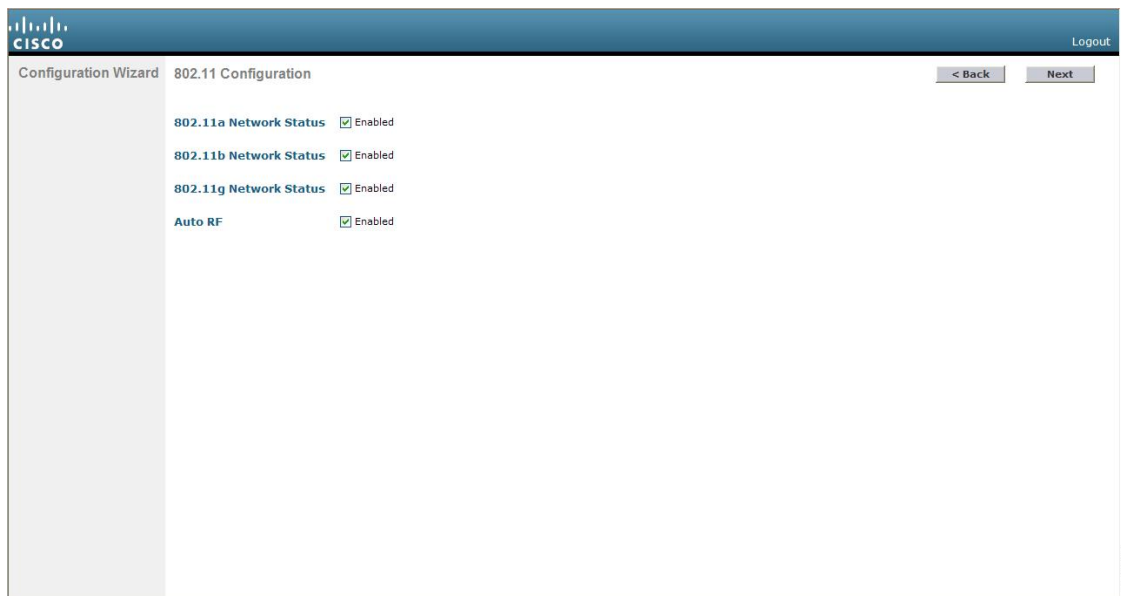 CISCO
Logout
Configuration Wizard
802.11 Configuration
< Back
Next
802.11a Network Status
Enabled
802.11b Network Status
Enabled
802.11g Network Status
Enabled
Auto RF
Enabled